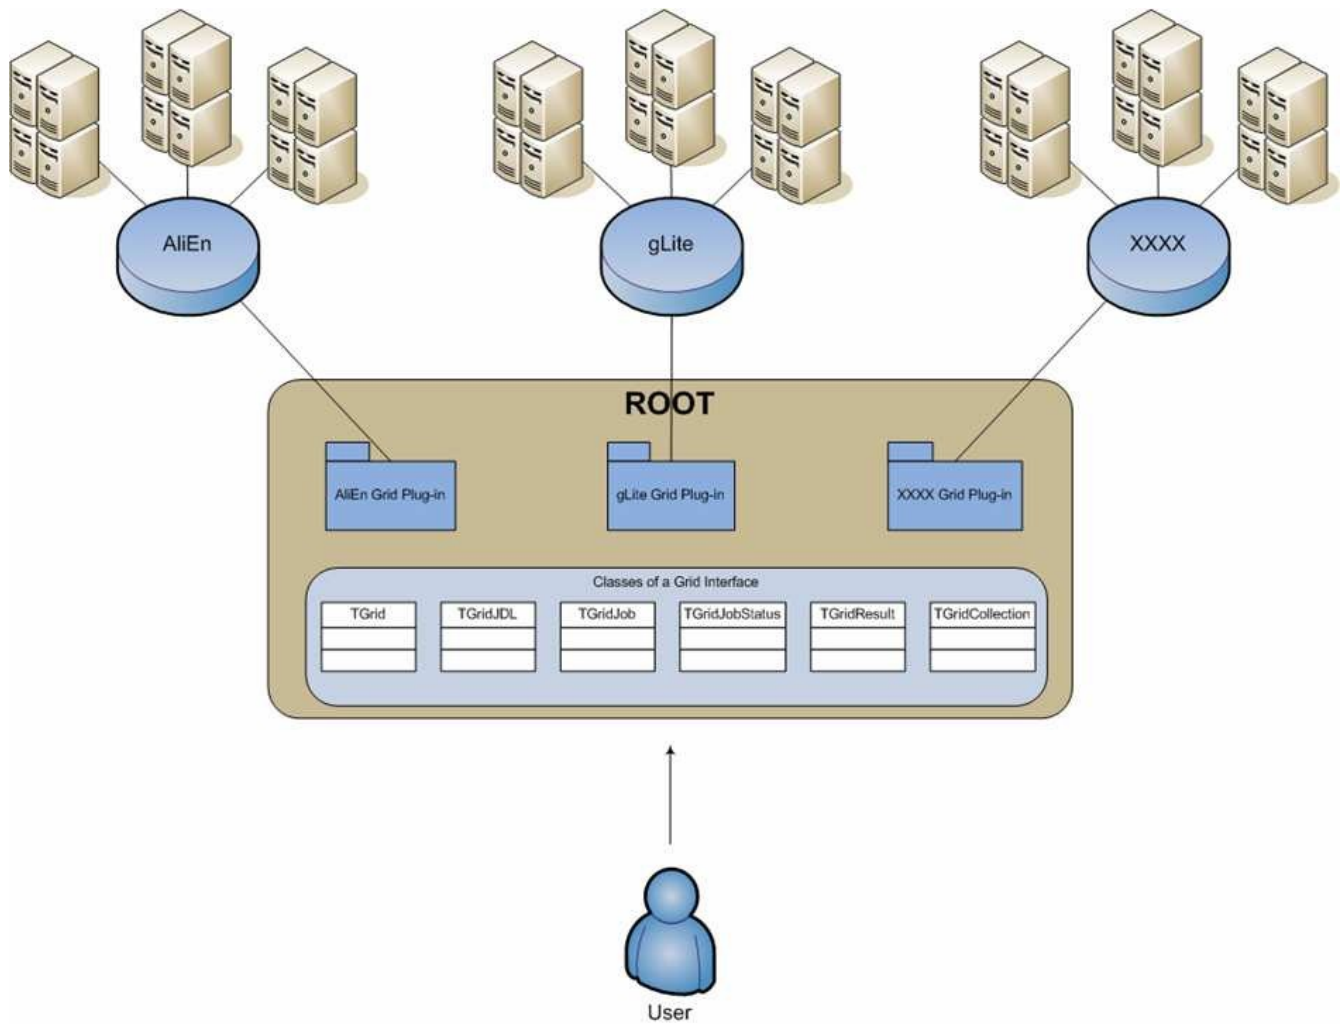 AliEn
gLite
XXXX
ROOT
AliEn Grid Plug-in
gLite Grid Plug-in
XXXX Grid Plug-in
Classes of a Grid Interface
TGrid
TGridJDL
TGridJob
TGridJobStatus
TGridResult
TGridCollection
User